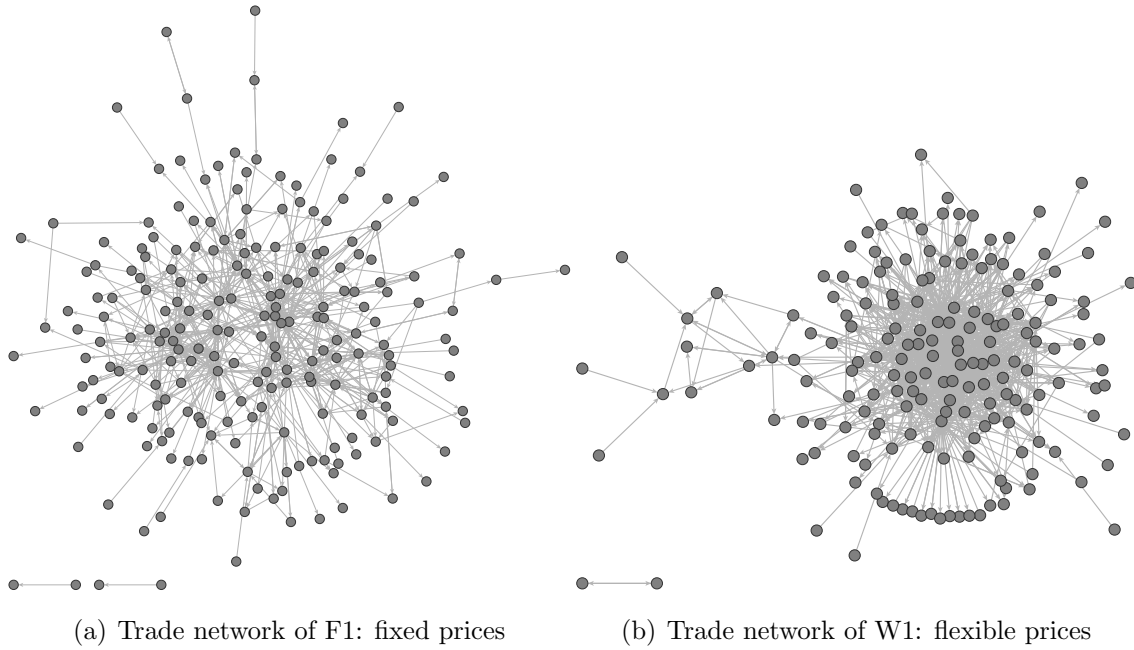 (a) Trade network of F1: fixed prices
(b) Trade network of W1: flexible prices